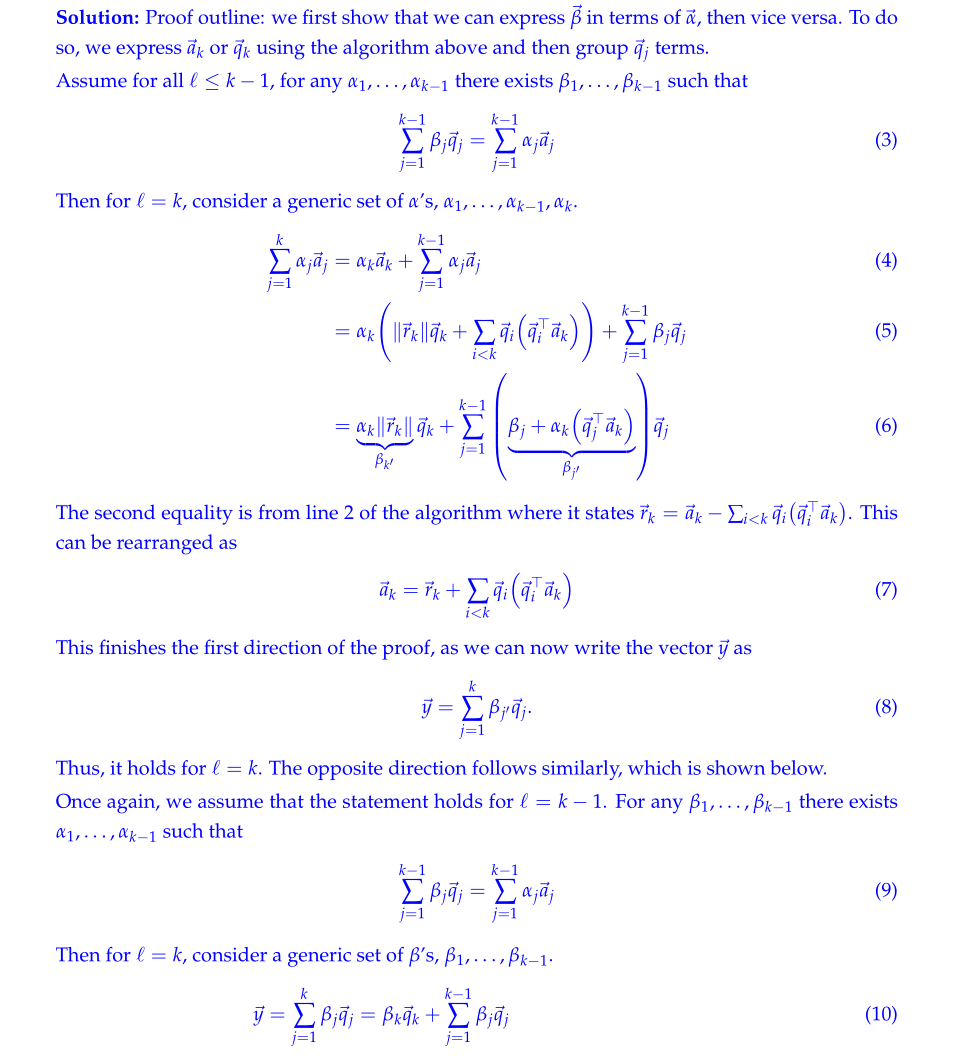 Solution: Proof outline: we first show that we can express $\vec{\beta}$ in terms of $\vec{\alpha}$, then vice versa. To do
so, we express $\vec{a}_k$ or $\vec{q}_k$ using the algorithm above and then group $\vec{q}_j$ terms.
Assume for all $\ell \leq k-1$, for any $\alpha_1, \ldots, \alpha_{k-1}$ there exists $\beta_1, \ldots, \beta_{k-1}$ such that
$\sum_{j=1}^{k-1} \beta_j \vec{q}_j = \sum_{j=1}^{k-1} \alpha_j \vec{a}_j$ (3)
Then for $\ell = k$, consider a generic set of $\alpha$'s, $\alpha_1, \ldots, \alpha_{k-1}, \alpha_k$.
$\sum_{j=1}^{k} \alpha_j \vec{a}_j = \alpha_k \vec{a}_k + \sum_{j=1}^{k-1} \alpha_j \vec{a}_j$ (4)
$= \alpha_k \left( \|\vec{r}_k\| \vec{q}_k + \sum_{i<k} \vec{q}_i \left( \vec{q}_i^\top \vec{a}_k \right) \right) + \sum_{j=1}^{k-1} \beta_j \vec{q}_j$ (5)
$= \underbrace{\alpha_k \|\vec{r}_k\|}_{\beta_{k'}} \vec{q}_k + \sum_{j=1}^{k-1} \left( \underbrace{\beta_j + \alpha_k \left( \vec{q}_j^\top \vec{a}_k \right)}_{\beta_{j'}} \right) \vec{q}_j$ (6)
The second equality is from line 2 of the algorithm where it states $\vec{r}_k = \vec{a}_k - \sum_{i<k} \vec{q}_i (\vec{q}_i^\top \vec{a}_k)$. This
can be rearranged as
$\vec{a}_k = \vec{r}_k + \sum_{i<k} \vec{q}_i \left( \vec{q}_i^\top \vec{a}_k \right)$ (7)
This finishes the first direction of the proof, as we can now write the vector $\vec{y}$ as
$\vec{y} = \sum_{j=1}^{k} \beta_{j'} \vec{q}_j.$ (8)
Thus, it holds for $\ell = k$. The opposite direction follows similarly, which is shown below.
Once again, we assume that the statement holds for $\ell = k-1$. For any $\beta_1, \ldots, \beta_{k-1}$ there exists
$\alpha_1, \ldots, \alpha_{k-1}$ such that
$\sum_{j=1}^{k-1} \beta_j \vec{q}_j = \sum_{j=1}^{k-1} \alpha_j \vec{a}_j$ (9)
Then for $\ell = k$, consider a generic set of $\beta$'s, $\beta_1, \ldots, \beta_{k-1}$.
$\vec{y} = \sum_{j=1}^{k} \beta_j \vec{q}_j = \beta_k \vec{q}_k + \sum_{j=1}^{k-1} \beta_j \vec{q}_j$ (10)